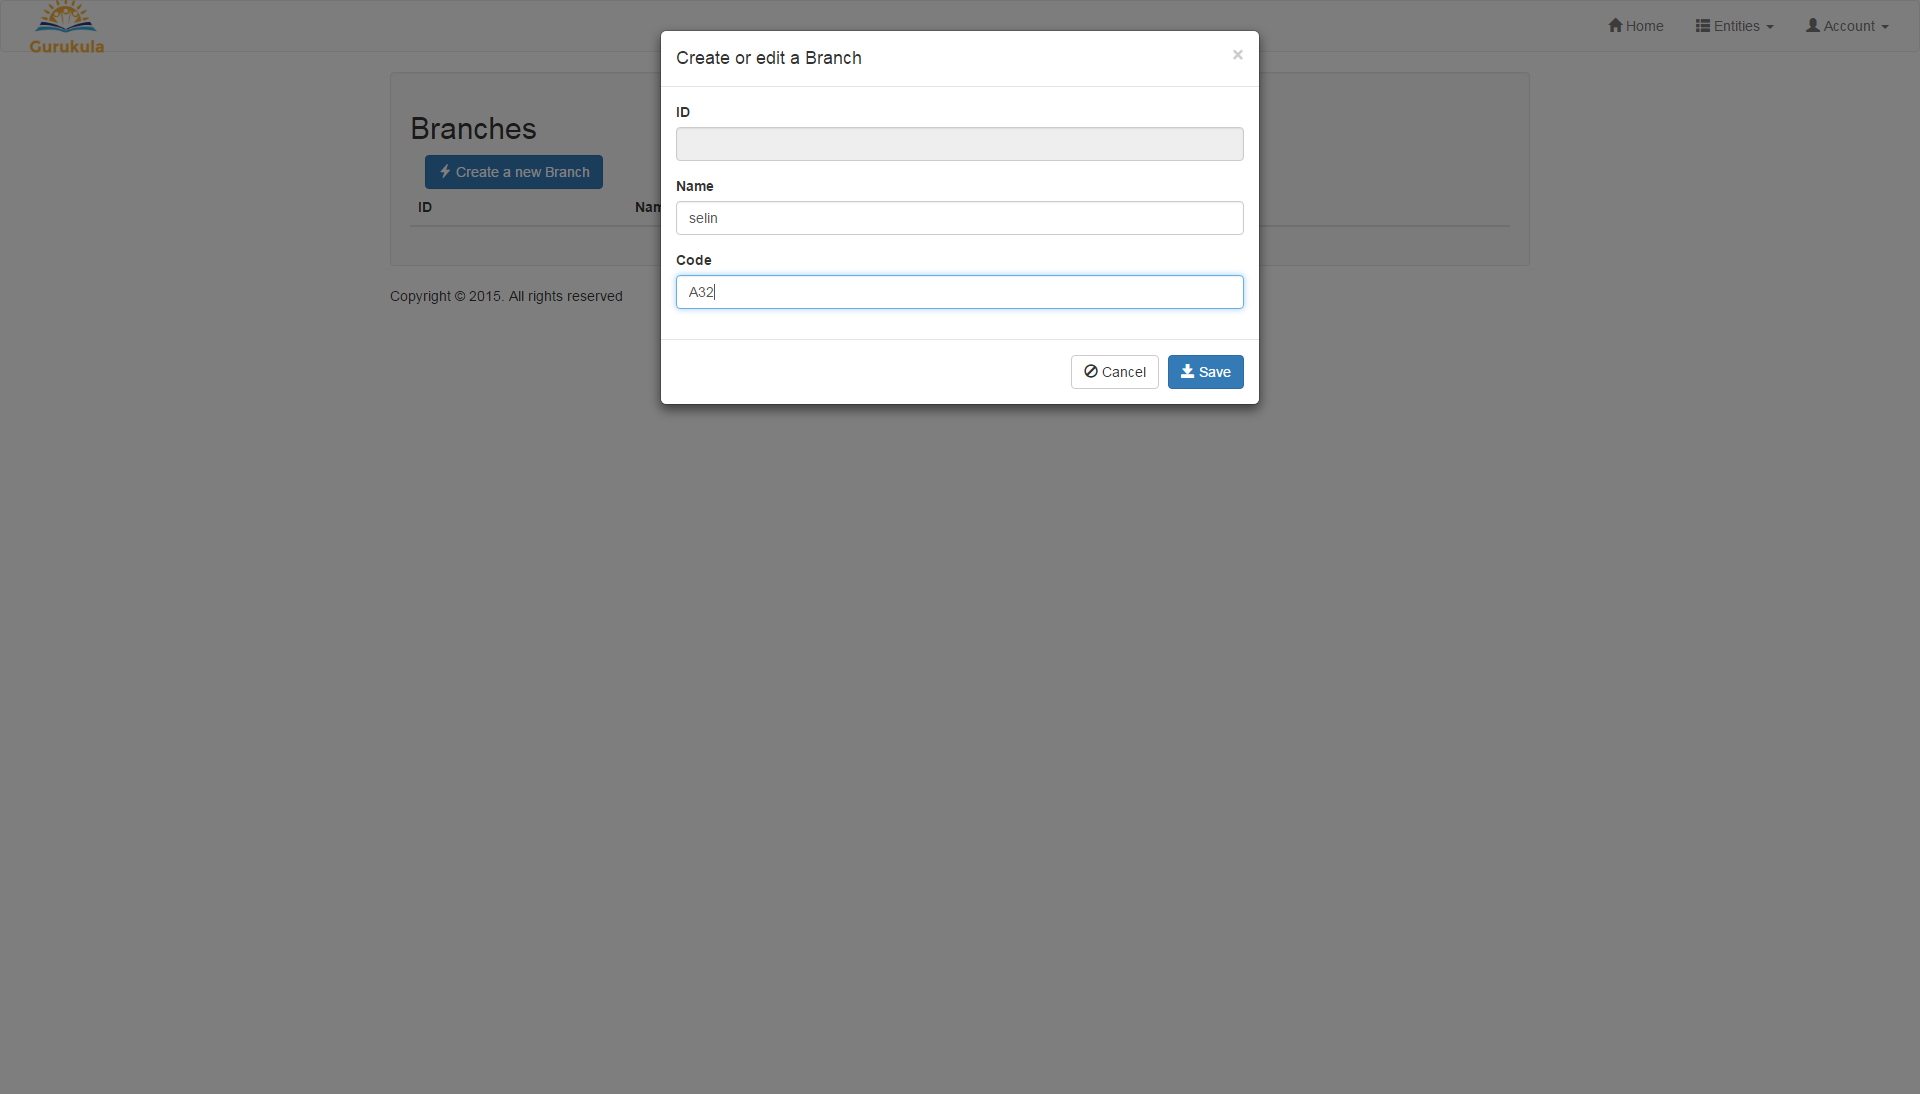 Gurukula
Home Entities Account
Create or edit a Branch ×
ID
Name
selin
Code
A32
Cancel Save
Branches
Create a new Branch
ID
Copyright © 2015. All rights reserved